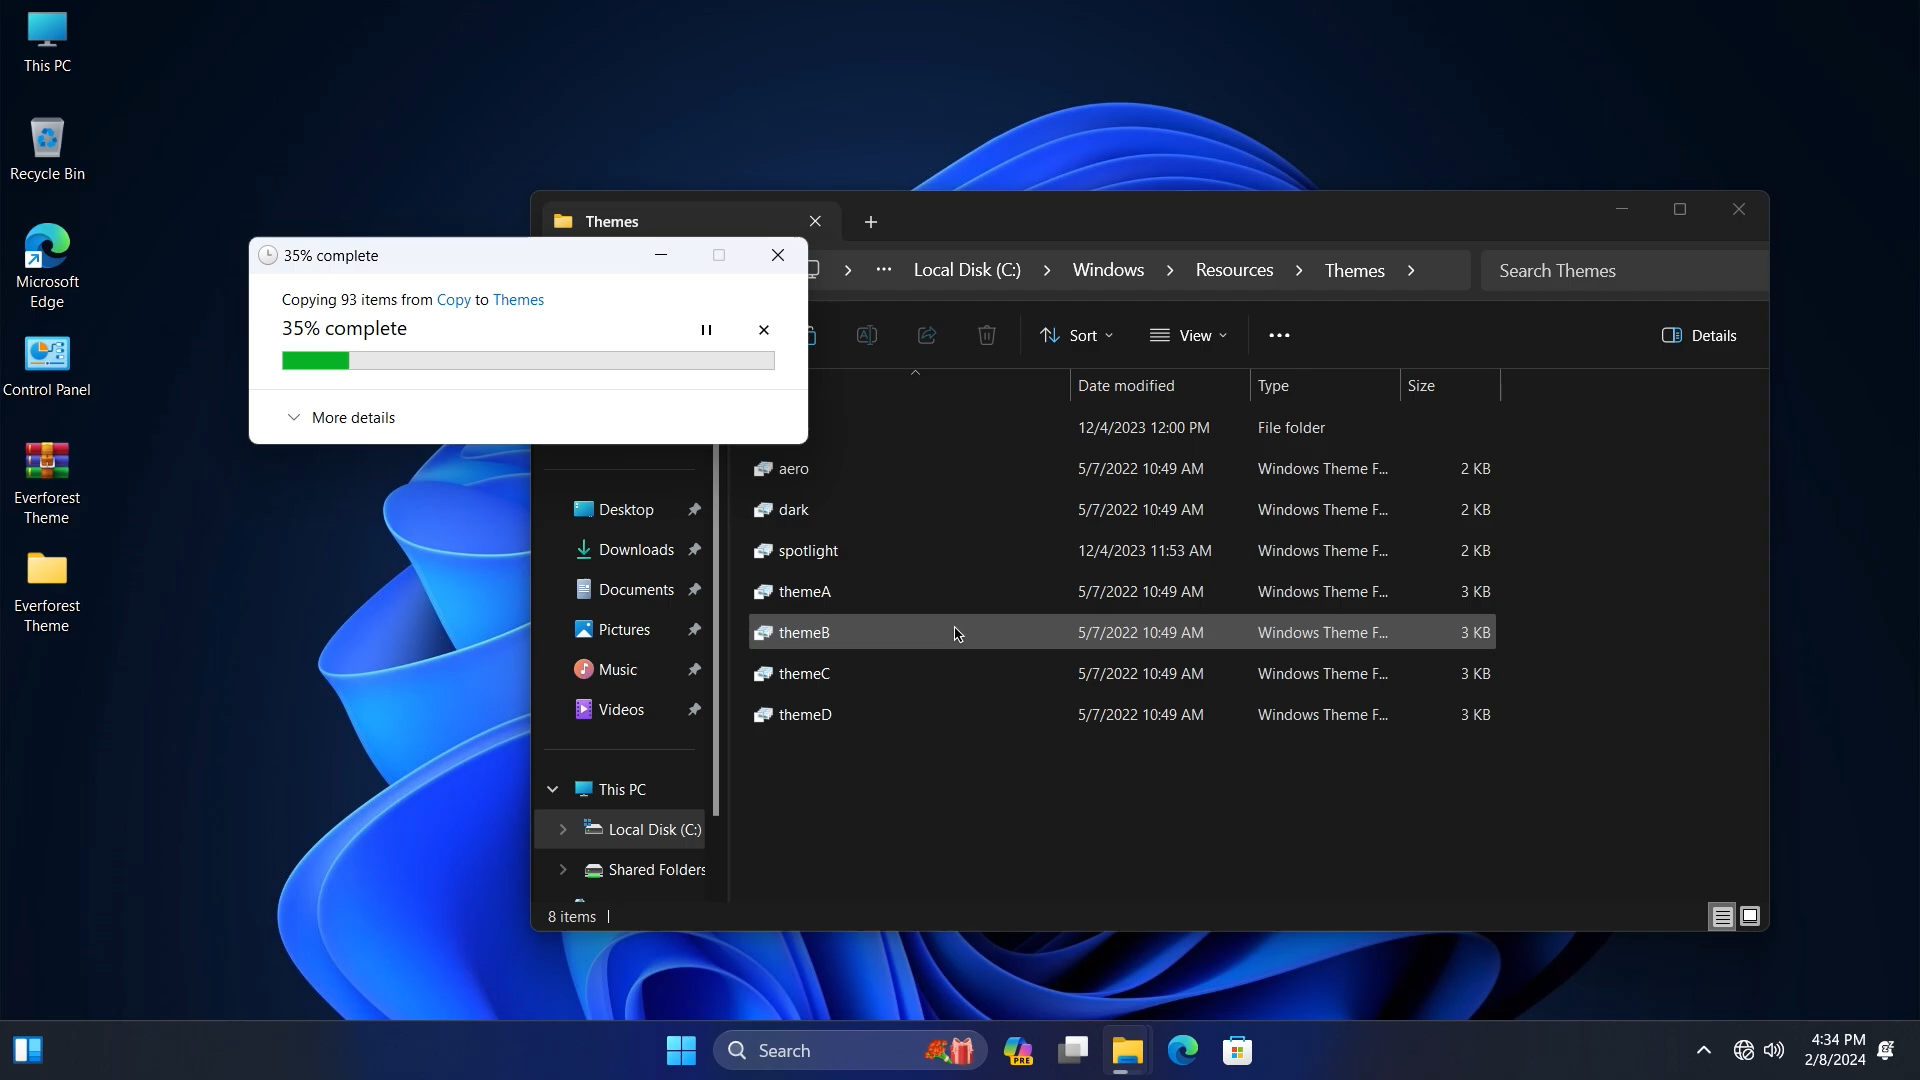 This PC
Recycle Bin
Microsoft
Edge
Control Panel
Everforest
Theme
Everforest
Theme
Themes
35% complete
Copying 93 items from Copy to Themes
35% complete
More details
Local Disk (C:)
Windows
Resources
Themes
Search Themes
Sort
View
Details
Date modified
Type
Size
12/4/2023 12:00 PM
File folder
aero
5/7/2022 10:49 AM
Windows Theme F...
2 KB
dark
5/7/2022 10:49 AM
Windows Theme F...
2 KB
spotlight
12/4/2023 11:53 AM
Windows Theme F...
2 KB
themeA
5/7/2022 10:49 AM
Windows Theme F...
3 KB
themeB
5/7/2022 10:49 AM
Windows Theme F...
3 KB
themeC
5/7/2022 10:49 AM
Windows Theme F...
3 KB
themeD
5/7/2022 10:49 AM
Windows Theme F...
3 KB
Desktop
Downloads
Documents
Pictures
Music
Videos
This PC
Local Disk (C:)
Shared Folders
8 items
Search
PRE
4:34 PM
2/8/2024